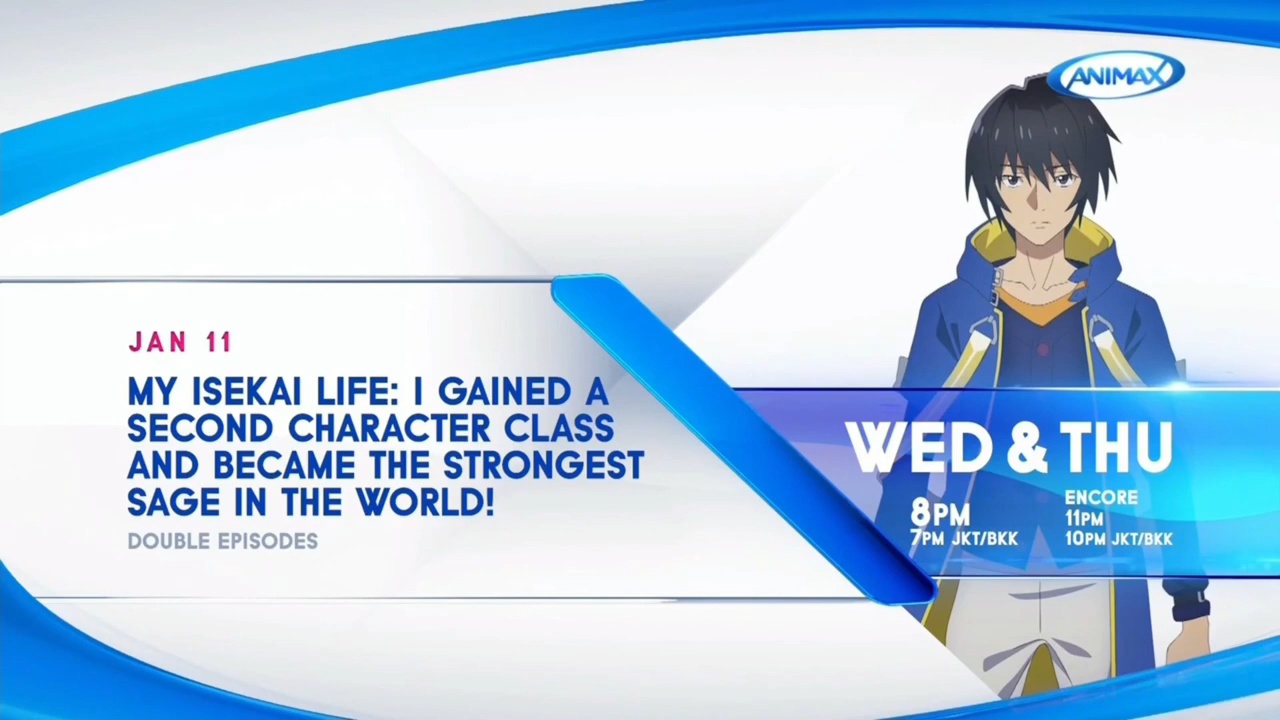 ANIMAX
JAN 11
MY ISEKAI LIFE: I GAINED A
SECOND CHARACTER CLASS
AND BECAME THE STRONGEST
SAGE IN THE WORLD!
DOUBLE EPISODES
WED & THU
8PM
7PM JKT/BKK
ENCORE
11PM
10PM JKT/BKK